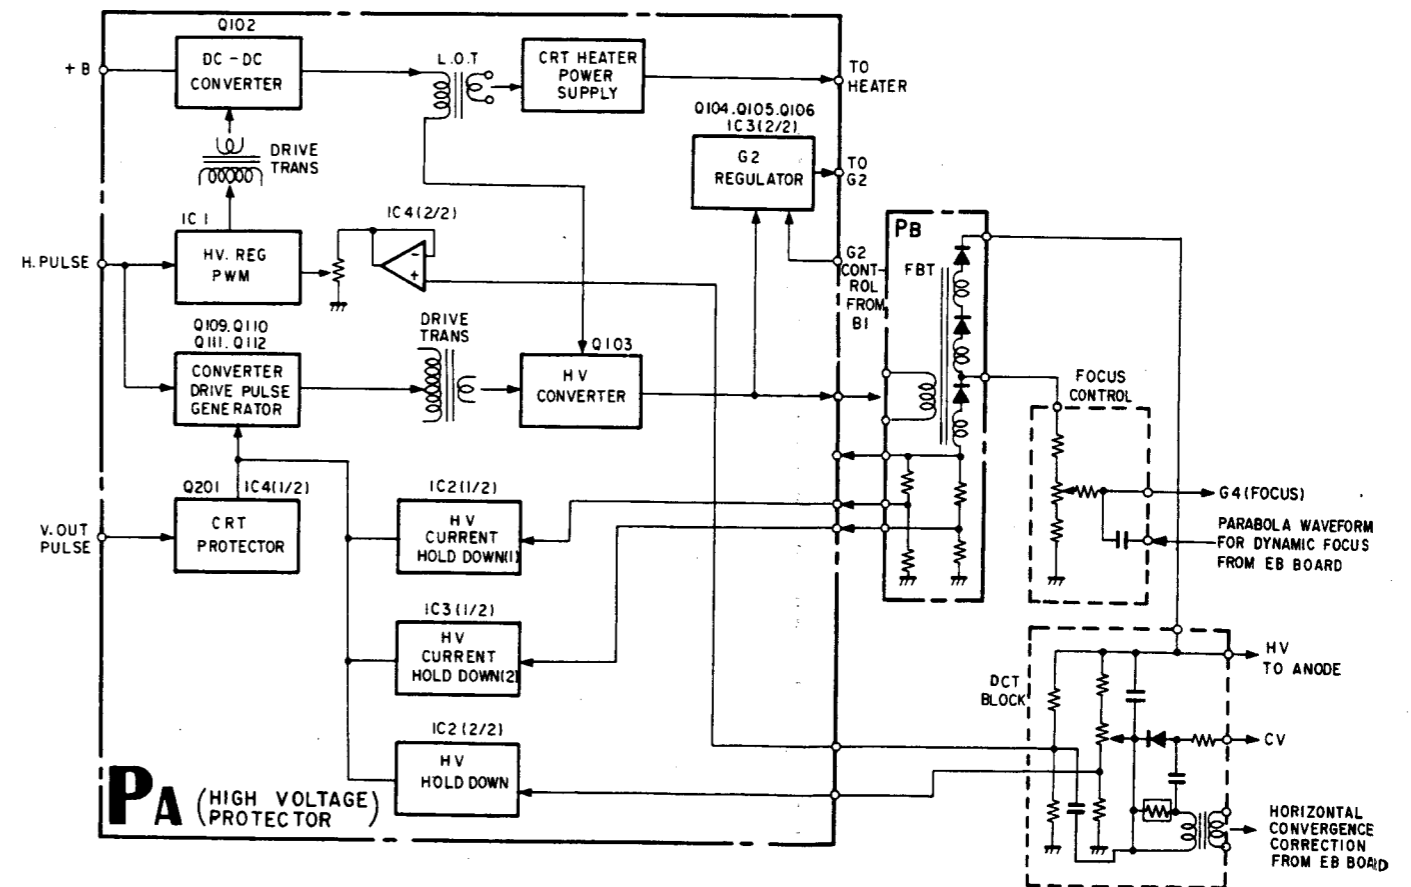 Q102
+B
DC-DC
CONVERTER
L.O.T
CRT HEATER
POWER
SUPPLY
TO
HEATER
DRIVE
TRANS
Q104.Q105.Q106
IC3(2/2)
G2
REGULATOR
TO
G2
IC1
H.PULSE
HV. REG
PWM
IC4(2/2)
-
+
G2
CONT-
ROL
FROM
B1
PB
FBT
Q109.Q110
Q111.Q112
CONVERTER
DRIVE PULSE
GENERATOR
DRIVE
TRANS
Q103
HV
CONVERTER
FOCUS
CONTROL
Q201
IC4(1/2)
V.OUT
PULSE
CRT
PROTECTOR
IC2(1/2)
HV
CURRENT
HOLD DOWN(1)
G4(FOCUS)
PARABOLA WAVEFORM
FOR DYNAMIC FOCUS
FROM EB BOARD
IC3(1/2)
HV
CURRENT
HOLD DOWN(2)
DCT
BLOCK
HV
TO ANODE
IC2(2/2)
HV
HOLD DOWN
CV
PA (HIGH VOLTAGE)
PROTECTOR
HORIZONTAL
CONVERGENCE
CORRECTION
FROM EB BOARD